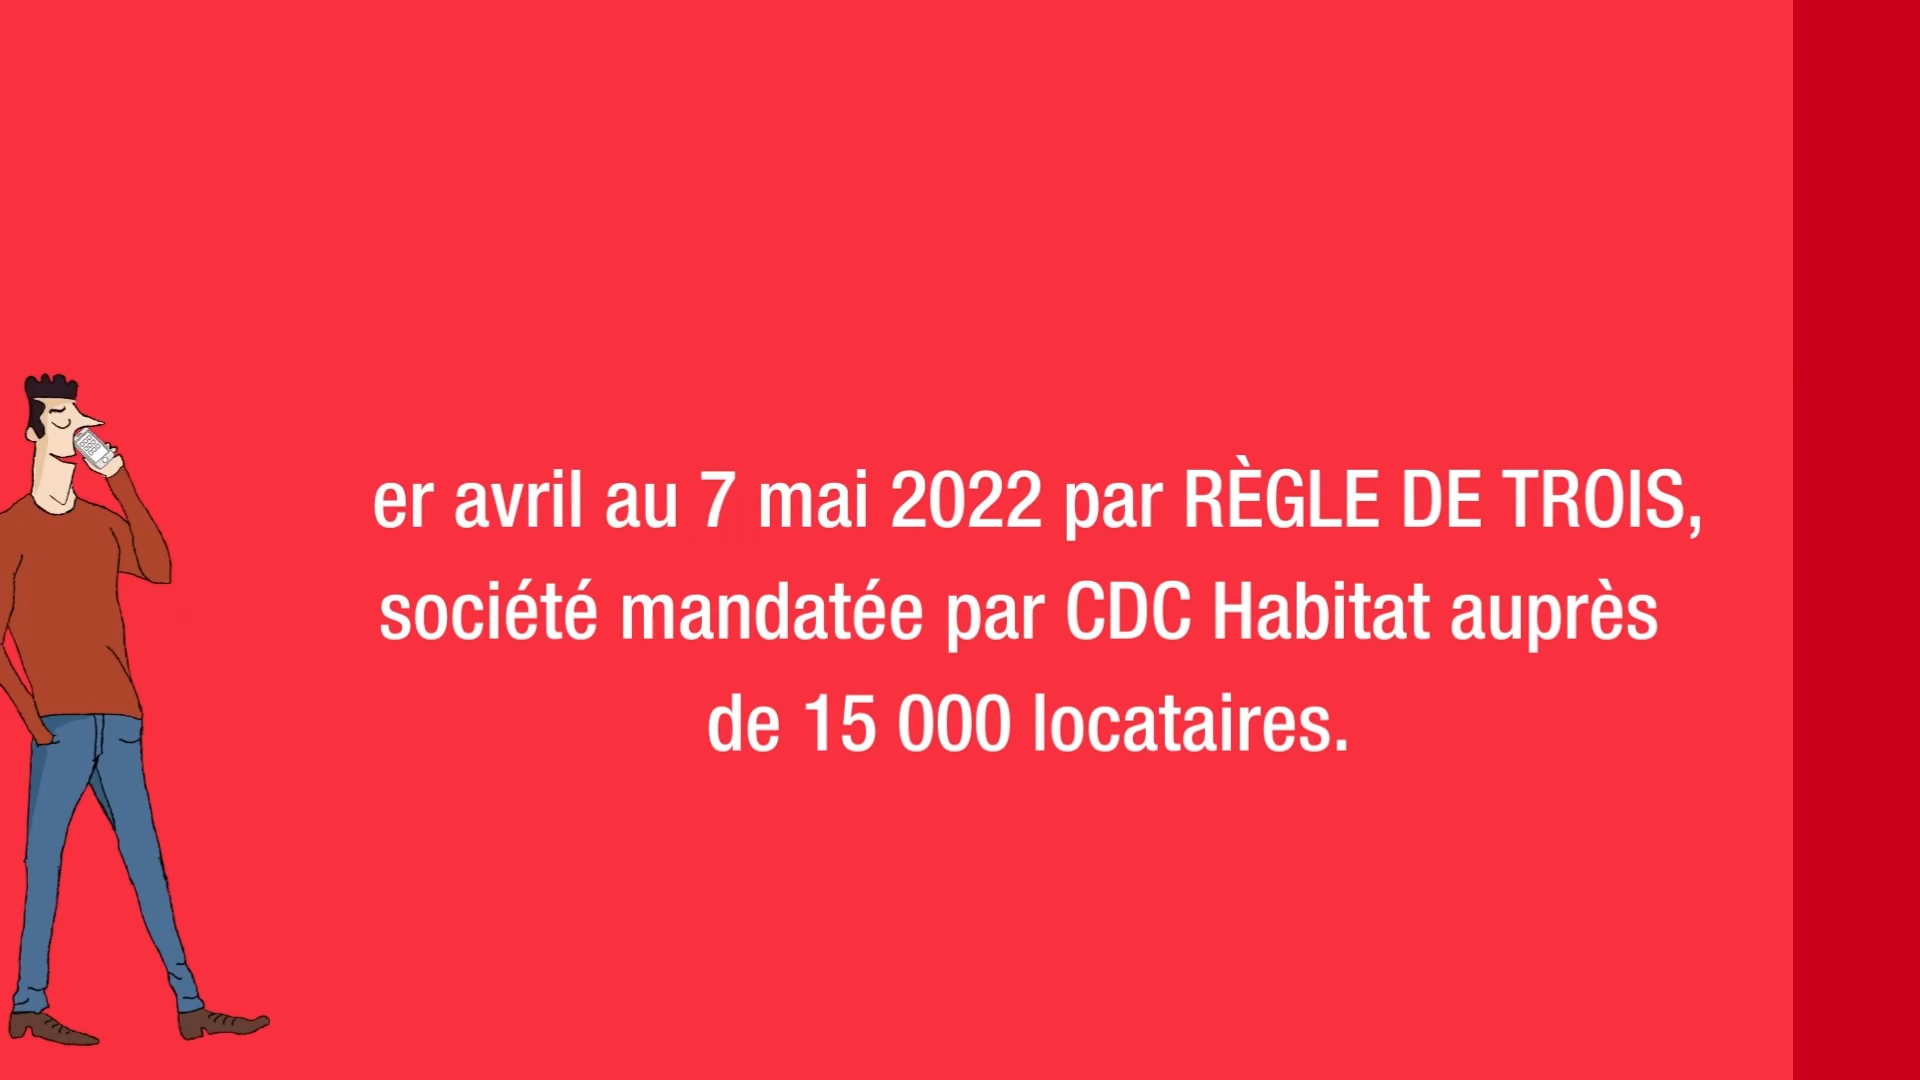 er avril au 7 mai 2022 par RÈGLE DE TROIS,
société mandatée par CDC Habitat auprès
de 15 000 locataires.